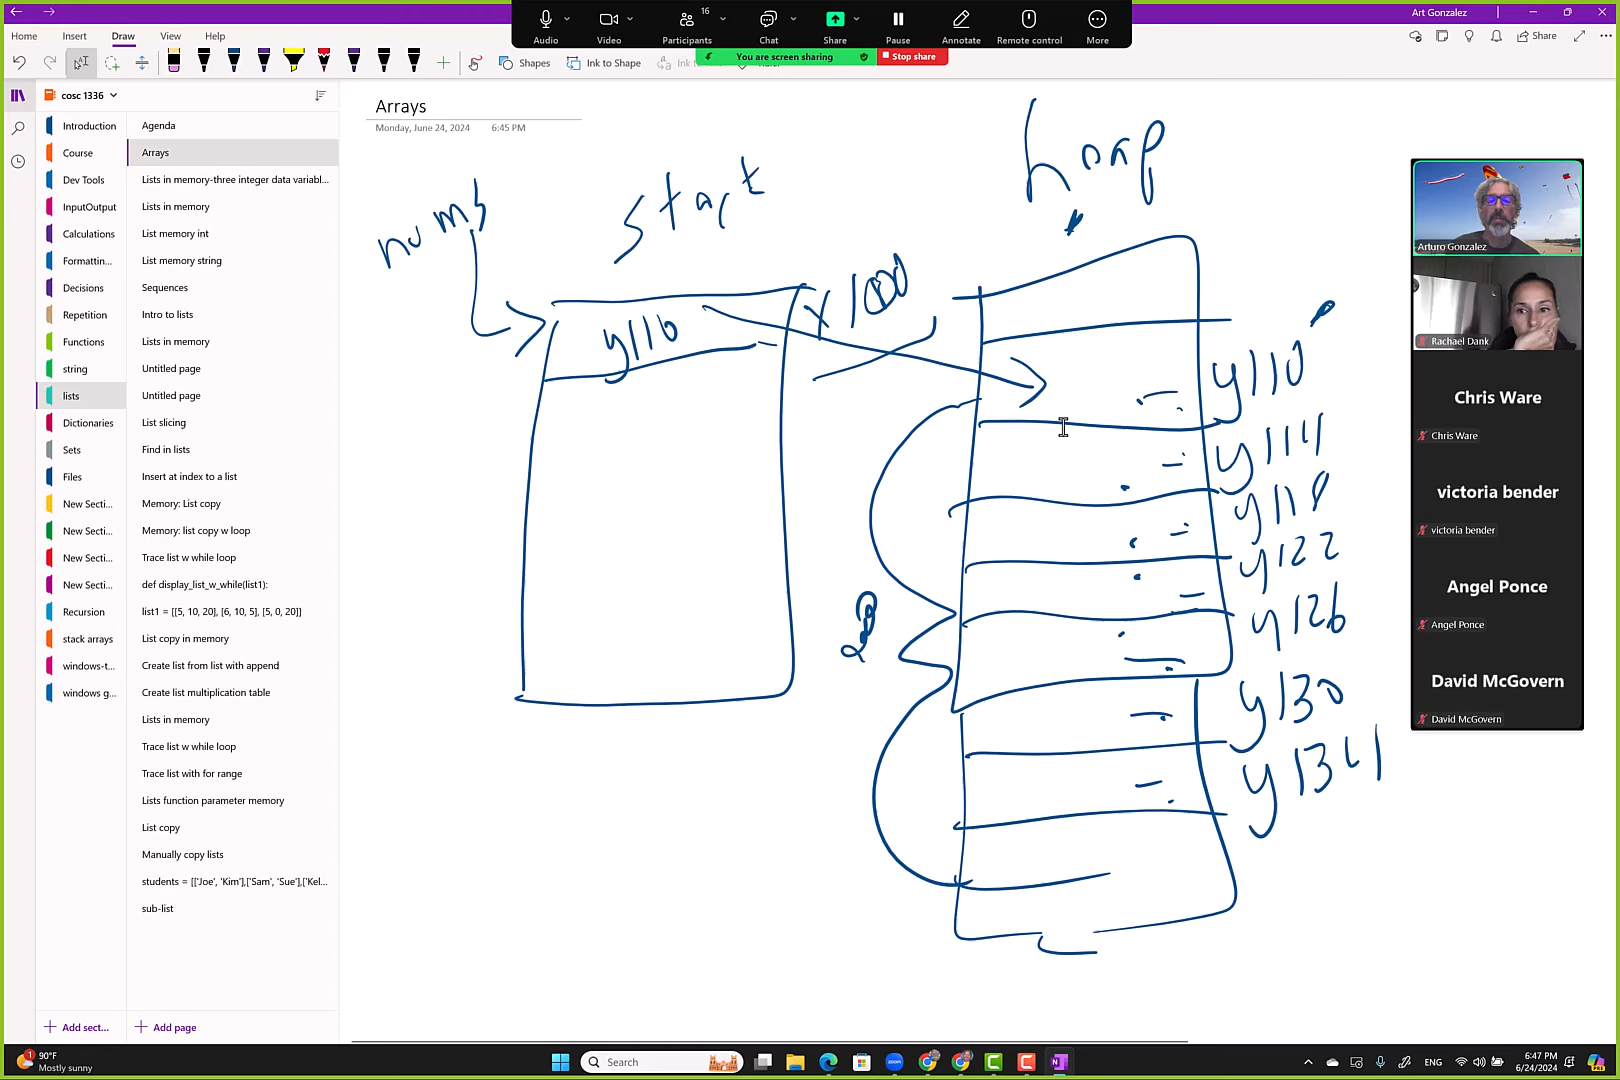 Art Gonzalez
Audio
Video
16
Participants
Chat
Share
Pause
Annotate
Remote control
More
Home
Insert
Draw
View
Help
Share
You are screen sharing
Stop share
Shapes
Ink to Shape
cosc 1336
Introduction
Course
Dev Tools
InputOutput
Calculations
Formattin...
Decisions
Repetition
Functions
string
lists
Dictionaries
Sets
Files
New Secti...
New Secti...
New Secti...
New Secti...
Recursion
stack arrays
windows-t...
windows g...
Add sect...
Agenda
Arrays
Lists in memory-three integer data variabl...
Lists in memory
List memory int
List memory string
Sequences
Intro to lists
Lists in memory
Untitled page
Untitled page
List slicing
Find in lists
Insert at index to a list
Memory: List copy
Memory: list copy w loop
Trace list w while loop
def display_list_w_while(list1):
list1 = [[5, 10, 20], [6, 10, 5], [5, 0, 20]]
List copy in memory
Create list from list with append
Create list multiplication table
Lists in memory
Trace list w while loop
Trace list with for range
Lists function parameter memory
List copy
Manually copy lists
students = [['Joe', 'Kim'],['Sam', 'Sue'],['Kel...
sub-list
Add page
Arrays
Monday, June 24, 2024 6:45 PM
nums
heap
y110
x100
y110
y114
y118
y122
y126
y130
y134
Arturo Gonzalez
Rachael Dank
Chris Ware
Chris Ware
victoria bender
victoria bender
Angel Ponce
Angel Ponce
David McGovern
David McGovern
1
90°F
Mostly sunny
Search
zoom
ENG
6:47 PM
6/24/2024